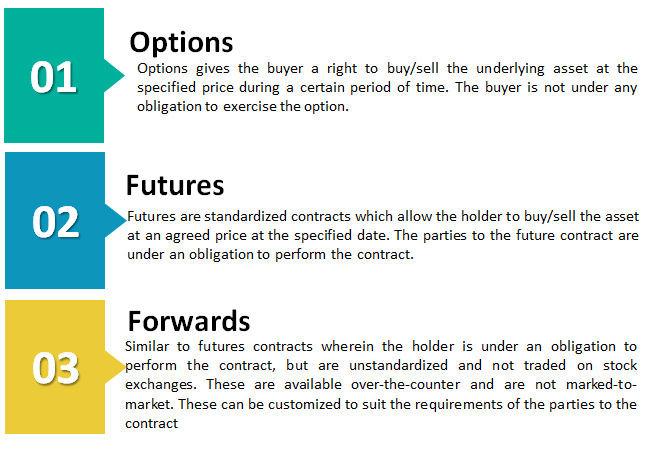 01
Options
Options gives the buyer a right to buy/sell the underlying asset at the
specified price during a certain period of time. The buyer is not under any
obligation to exercise the option.
02
Futures
Futures are standardized contracts which allow the holder to buy/sell the asset
at an agreed price at the specified date. The parties to the future contract are
under an obligation to perform the contract.
03
Forwards
Similar to futures contracts wherein the holder is under an obligation to
perform the contract, but are unstandardized and not traded on stock
exchanges. These are available over-the-counter and are not marked-to-
market. These can be customized to suit the requirements of the parties to the
contract